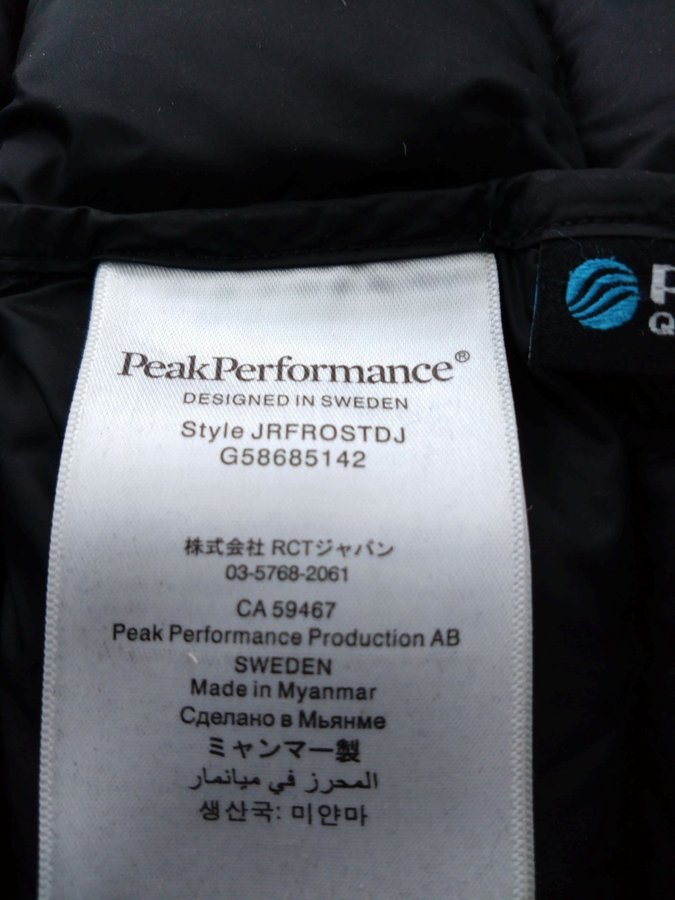 PeakPerformance®
DESIGNED IN SWEDEN
Style JRFROSTDJ
G58685142
株式会社 RCTジャパン
03-5768-2061
CA 59467
Peak Performance Production AB
SWEDEN
Made in Myanmar
Сделано в Мьянме
ミャンマー製
المحرز في ميانمار
생산국: 미얀마